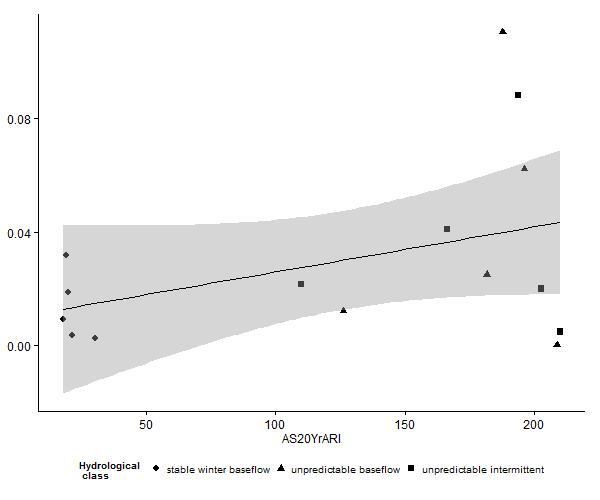 0.08
0.04
0.00
50 100 150 200
AS20YrARI
Hydrological class stable winter baseflow unpredictable baseflow unpredictable intermittent